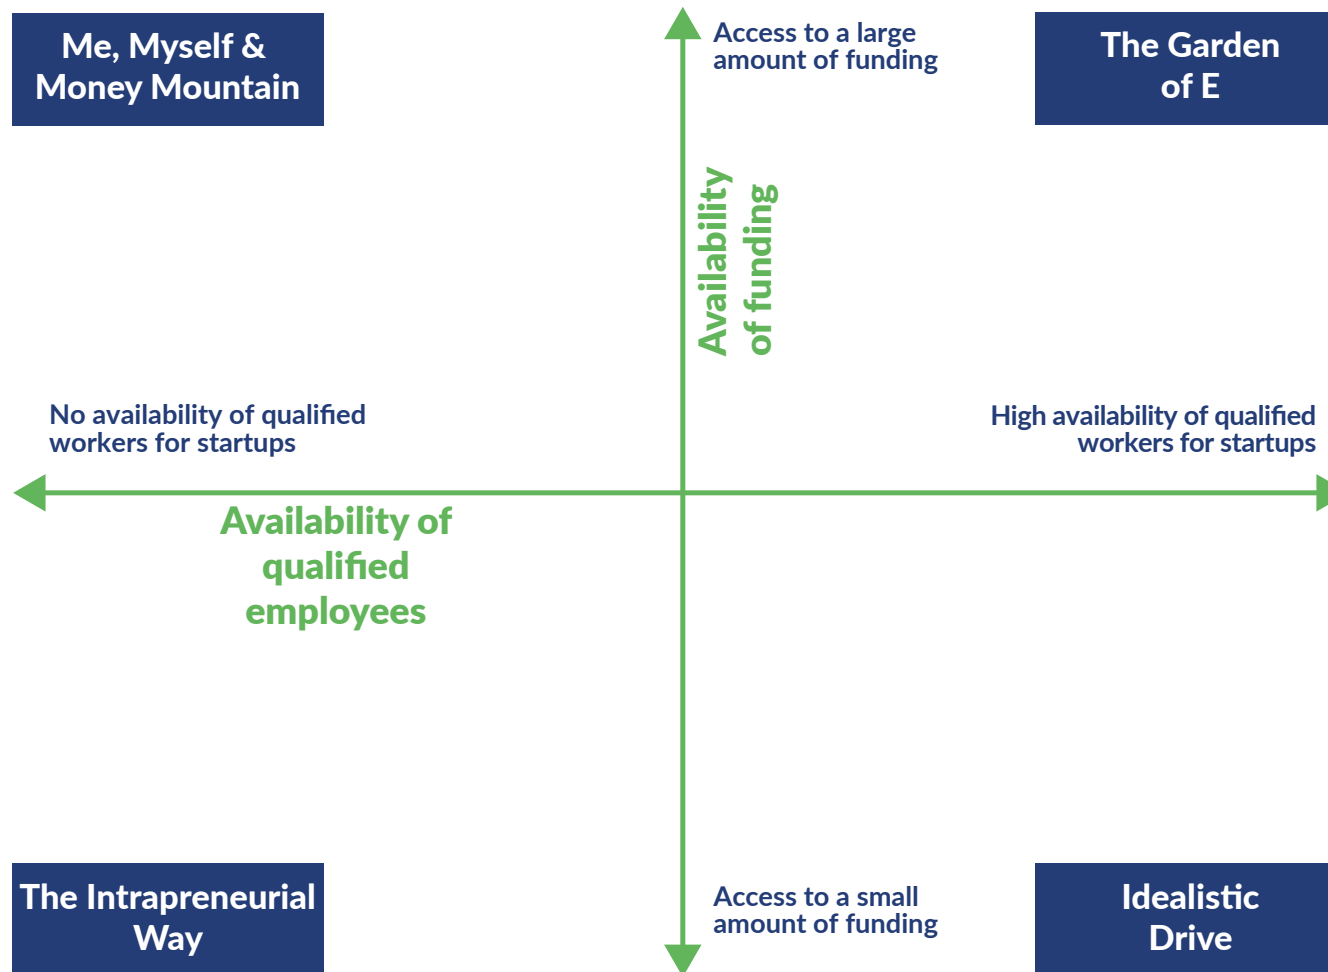 Me, Myself &
Money Mountain
Access to a large
amount of funding
The Garden
of E
Availability
of funding
No availability of qualified
workers for startups
High availability of qualified
workers for startups
Availability of
qualified
employees
The Intrapreneurial
Way
Access to a small
amount of funding
Idealistic
Drive